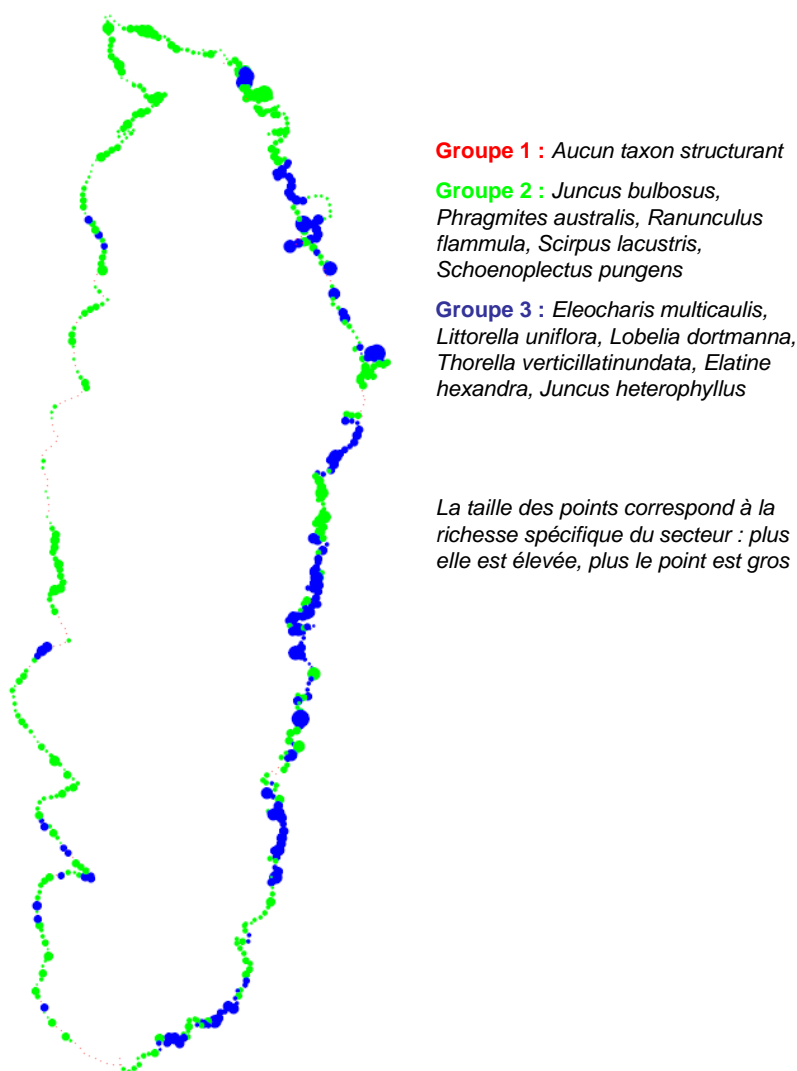 Groupe 1 : Aucun taxon structurant
Groupe 2 : Juncus bulbosus,
Phragmites australis, Ranunculus
flammula, Scirpus lacustris,
Schoenoplectus pungens
Groupe 3 : Eleocharis multicaulis,
Littorella uniflora, Lobelia dortmanna,
Thorella verticillatinundata, Elatine
hexandra, Juncus heterophyllus
La taille des points correspond à la
richesse spécifique du secteur : plus
elle est élevée, plus le point est gros